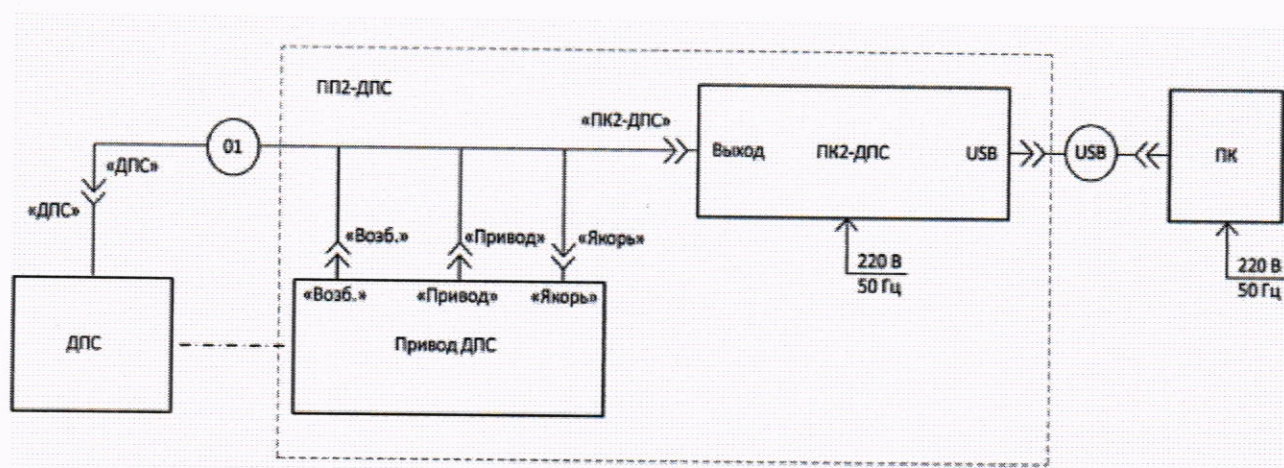 ПП2-ДПС
«ПК2-ДПС»
01
«ДПС»
«ДПС»
Выход
ПК2-ДПС
USB
USB
ПК
«Возб.»
«Привод»
«Якорь»
220 В
50 Гц
220 В
50 Гц
«Возб.»
«Привод»
«Якорь»
ДПС
Привод ДПС